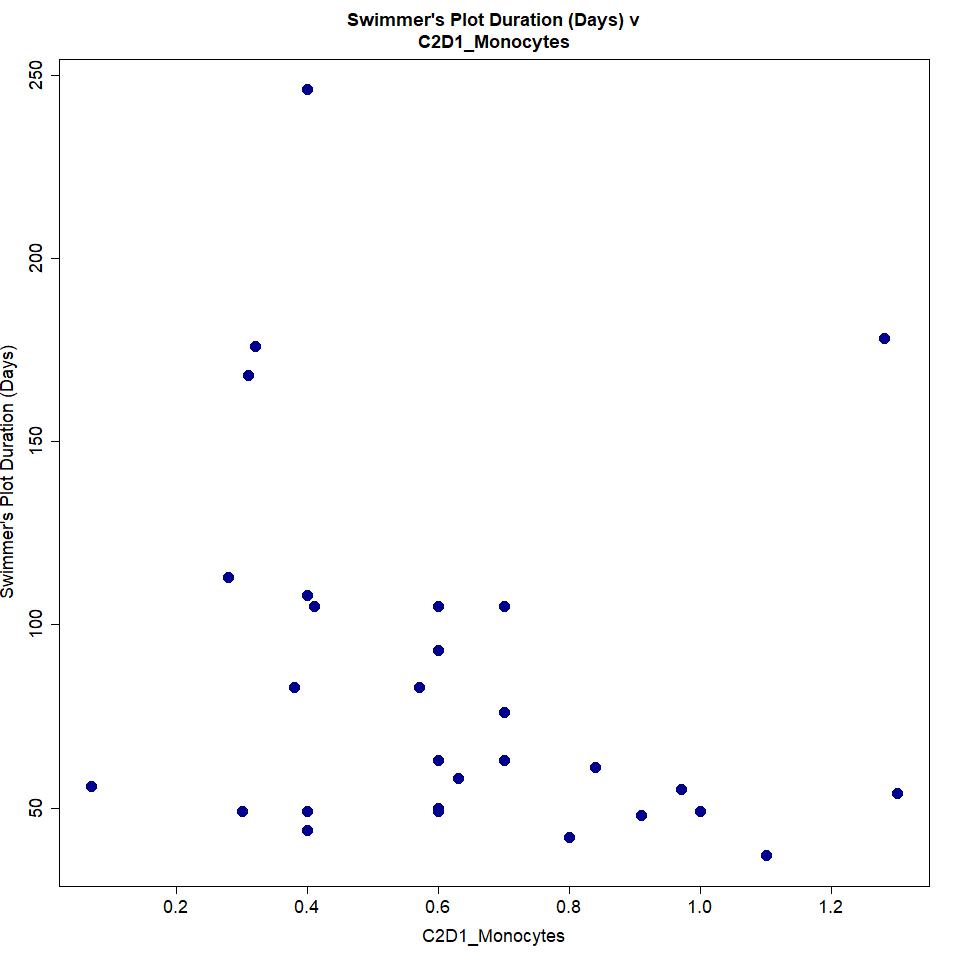 Swimmer's Plot Duration (Days) v
C2D1_Monocytes
250
200
150
100
50
Swimmer's Plot Duration (Days)
0.2 0.4 0.6 0.8 1.0 1.2
C2D1_Monocytes